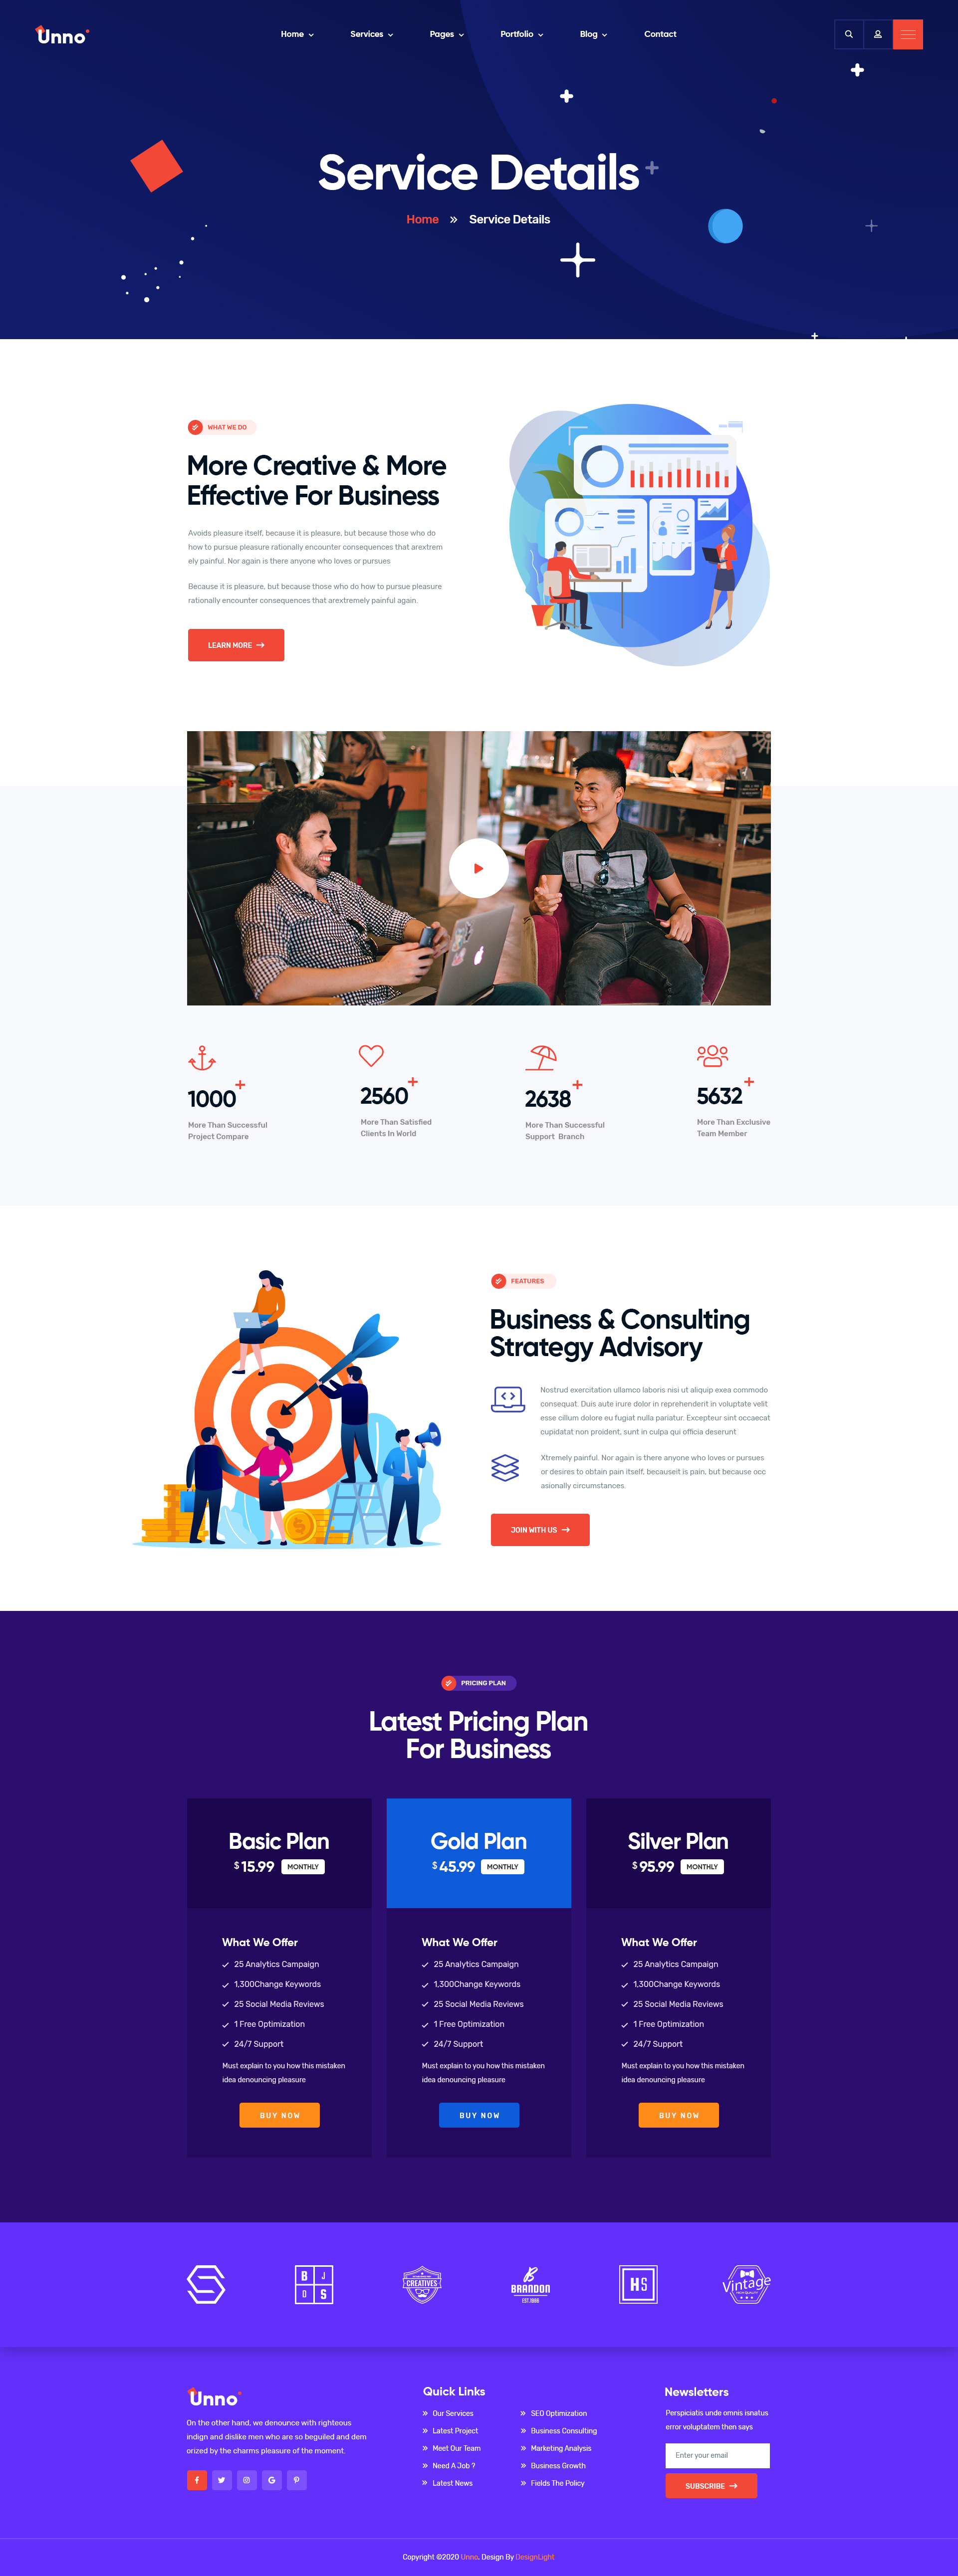 Unno
Home Services Pages Portfolio Blog Contact
Service Details
Home » Service Details
WHAT WE DO
More Creative & More
Effective For Business
Avoids pleasure itself, because it is pleasure, but because those who do
how to pursue pleasure rationally encounter consequences that arextrem
ely painful. Nor again is there anyone who loves or pursues
Because it is pleasure, but because those who do how to pursue pleasure
rationally encounter consequences that arextremely painful again.
LEARN MORE
1000+
More Than Successful
Project Compare
2560+
More Than Satisfied
Clients In World
2638+
More Than Successful
Support Branch
5632+
More Than Exclusive
Team Member
FEATURES
Business & Consulting
Strategy Advisory
Nostrud exercitation ullamco laboris nisi ut aliquip exea commodo
consequat. Duis aute irure dolor in reprehenderit in voluptate velit
esse cillum dolore eu fugiat nulla pariatur. Excepteur sint occaecat
cupidatat non proident, sunt in culpa qui officia deserunt
Xtremely painful. Nor again is there anyone who loves or pursues
or desires to obtain pain itself, becauseit is pain, but because occ
asionally circumstances.
JOIN WITH US
PRICING PLAN
Latest Pricing Plan
For Business
Basic Plan
$15.99 MONTHLY
What We Offer
25 Analytics Campaign
1,300Change Keywords
25 Social Media Reviews
1 Free Optimization
24/7 Support
Must explain to you how this mistaken
idea denouncing pleasure
BUY NOW
Gold Plan
$45.99 MONTHLY
What We Offer
25 Analytics Campaign
1,300Change Keywords
25 Social Media Reviews
1 Free Optimization
24/7 Support
Must explain to you how this mistaken
idea denouncing pleasure
BUY NOW
Silver Plan
$95.99 MONTHLY
What We Offer
25 Analytics Campaign
1,300Change Keywords
25 Social Media Reviews
1 Free Optimization
24/7 Support
Must explain to you how this mistaken
idea denouncing pleasure
BUY NOW
B J
D S
CREATIVES
B
BRANDON
EST.1986
HS
Vintage
Unno
On the other hand, we denounce with righteous
indign and dislike men who are so beguiled and dem
orized by the charms pleasure of the moment.
Quick Links
Our Services
Latest Project
Meet Our Team
Need A Job ?
Latest News
SEO Optimization
Business Consulting
Marketing Analysis
Business Growth
Fields The Policy
Newsletters
Perspiciatis unde omnis isnatus
error voluptatem then says
Enter your email
SUBSCRIBE
Copyright ©2020 Unno. Design By DesignLight